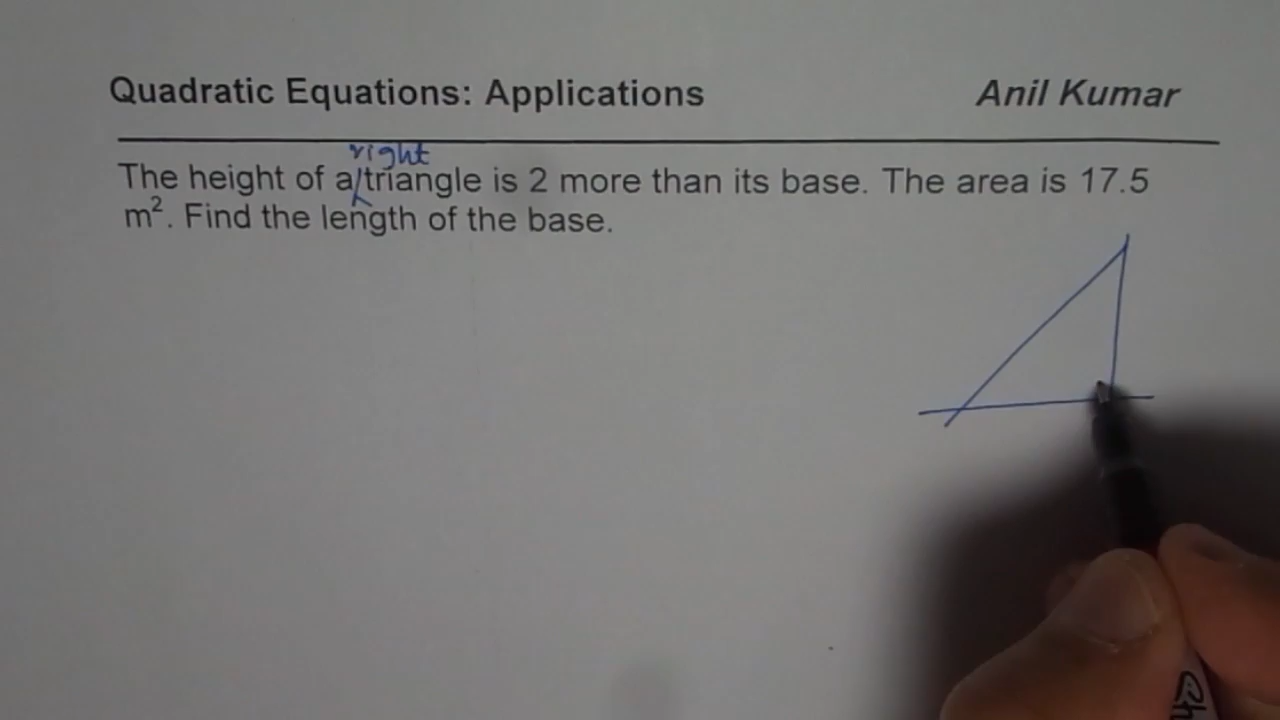 Quadratic Equations: Applications Anil Kumar
right
The height of a triangle is 2 more than its base. The area is 17.5
m². Find the length of the base.